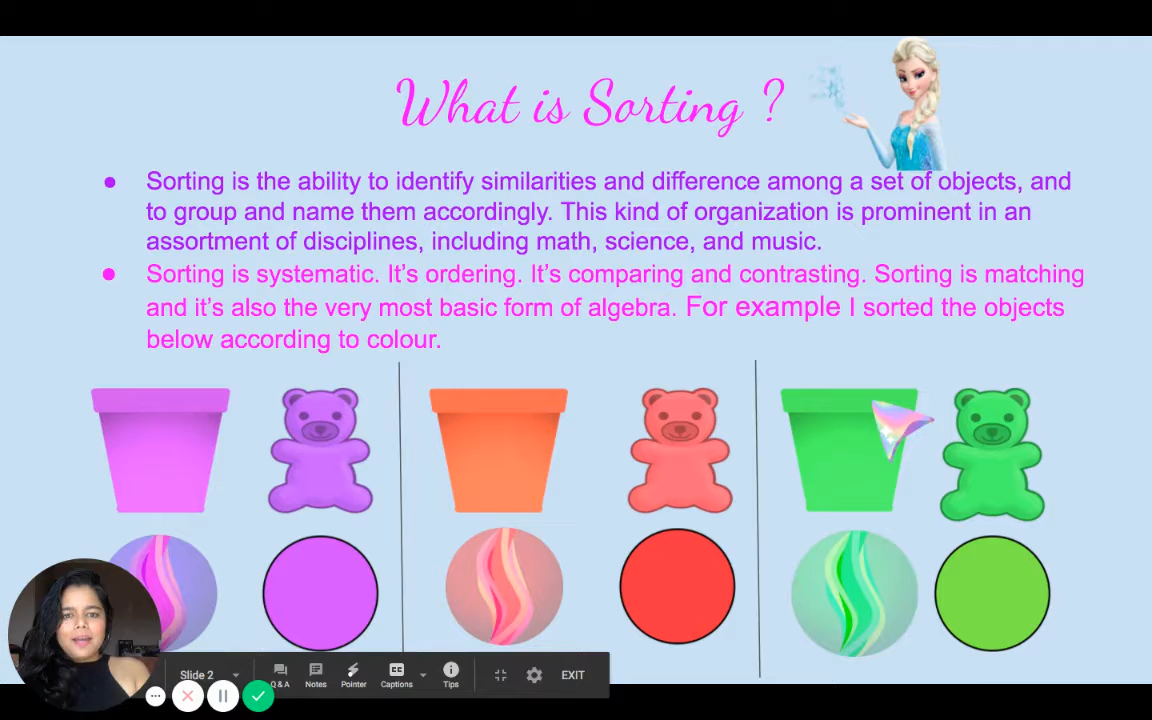 What is Sorting ?
Sorting is the ability to identify similarities and difference among a set of objects, and
to group and name them accordingly. This kind of organization is prominent in an
assortment of disciplines, including math, science, and music.
Sorting is systematic. It’s ordering. It’s comparing and contrasting. Sorting is matching
and it’s also the very most basic form of algebra. For example I sorted the objects
below according to colour.
Slide 2
Q & A
Notes
Pointer
Captions
Tips
EXIT